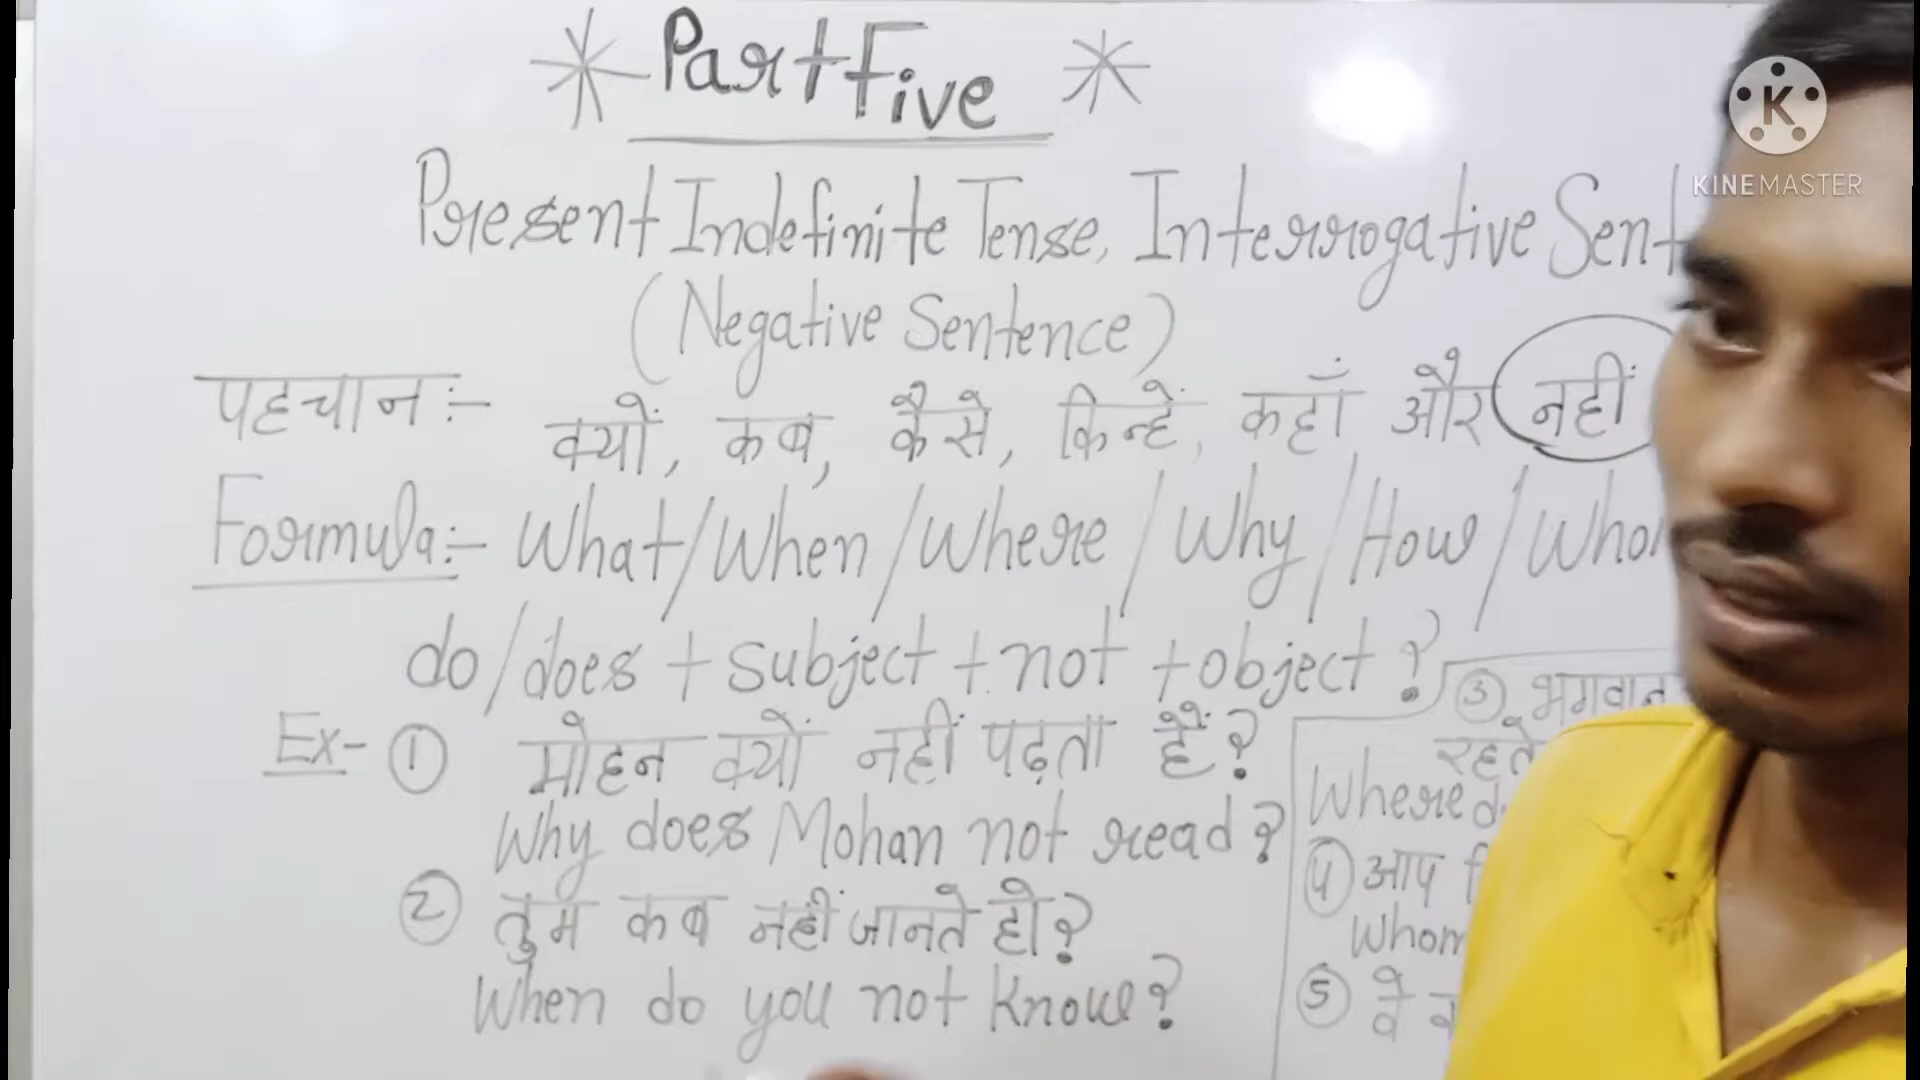 Part Five
Present Indefinite Tense, Interrogative
(Negative Sentence)
पहचान :- क्यों, कब, कैसे, किन्हें, कहाँ और नहीं
Formula:- What/When/Where/Why/How/
do/does + subject + not + object ?
Ex- ① मोहन क्यों नहीं पढ़ता हैं?
Why does Mohan not read?
② तुम कब नहीं जानते हो?
When do you not know?
③ भगवान
रहते
Where
④ आप
Whom
⑤ वे
K
KINEMASTER